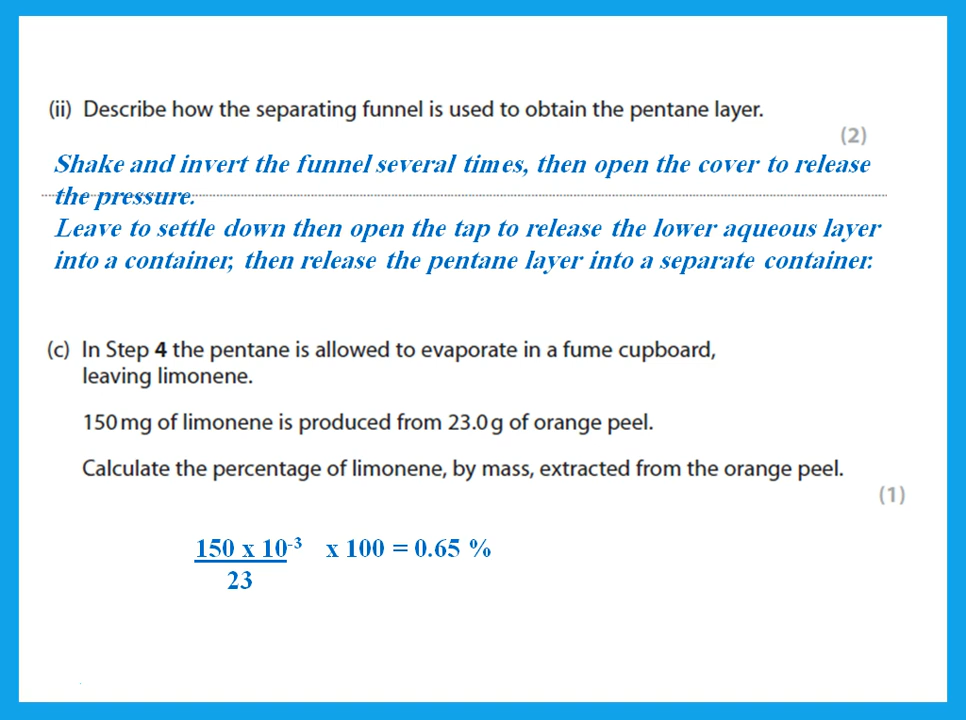 (ii) Describe how the separating funnel is used to obtain the pentane layer.
(2)
Shake and invert the funnel several times, then open the cover to release
the pressure.
Leave to settle down then open the tap to release the lower aqueous layer
into a container, then release the pentane layer into a separate container.
(c) In Step 4 the pentane is allowed to evaporate in a fume cupboard,
leaving limonene.
150 mg of limonene is produced from 23.0 g of orange peel.
Calculate the percentage of limonene, by mass, extracted from the orange peel.
(1)
150 x 10⁻³ x 100 = 0.65 %
23